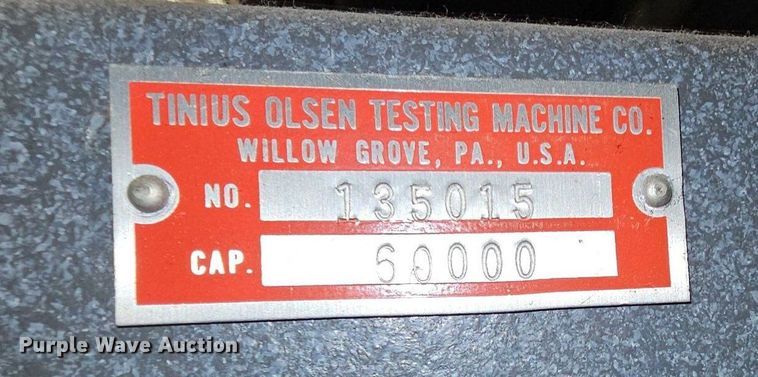 TINIUS OLSEN TESTING MACHINE CO.
WILLOW GROVE, PA., U.S.A.
NO. 135015
CAP. 60000
Purple Wave Auction